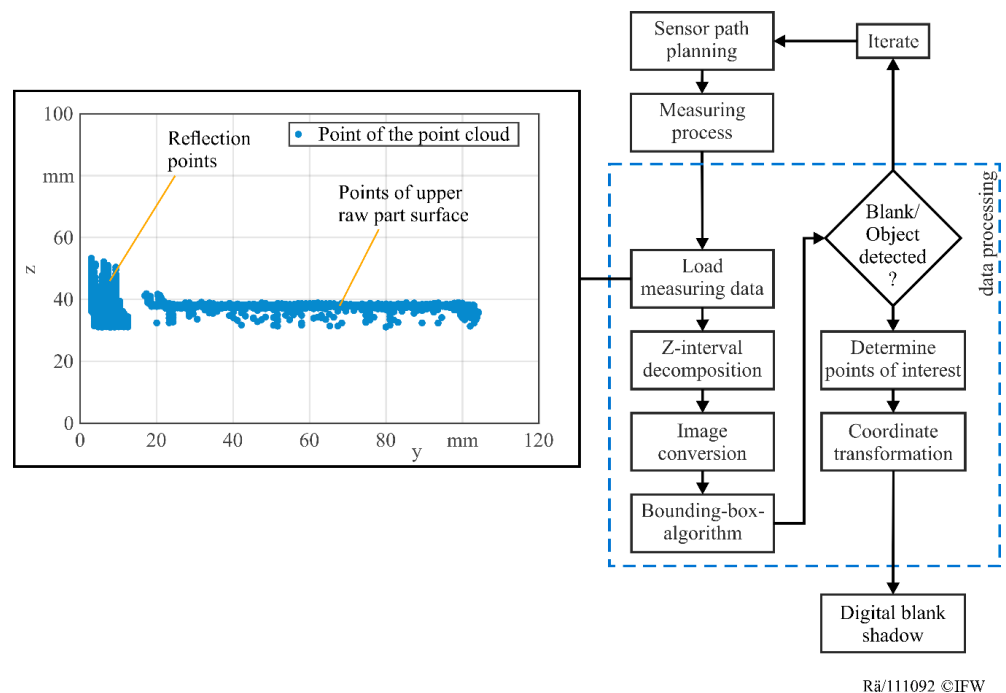 Sensor path
planning
Iterate
Measuring
process
100
mm
60
40
20
0
z
Point of the point cloud
Reflection
points
Points of upper
raw part surface
0
20
40
60
80
mm
120
y
data processing
Load
measuring data
Z-interval
decomposition
Image
conversion
Bounding-box-
algorithm
Blank/
Object
detected
?
Determine
points of interest
Coordinate
transformation
Digital blank
shadow
Rä/111092 ©IFW